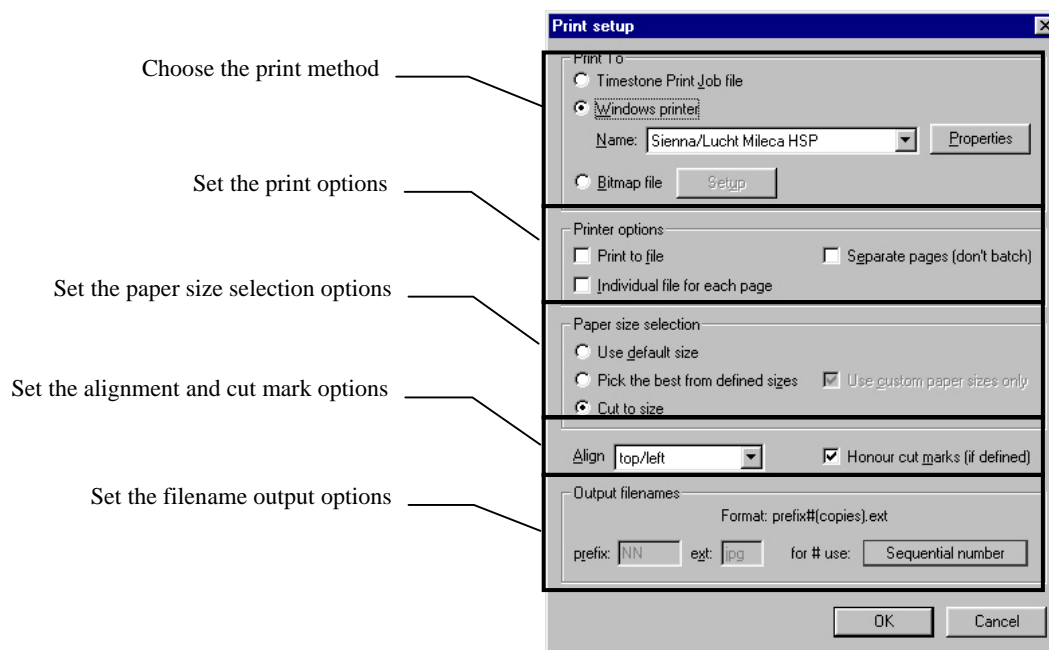 Print setup
Choose the print method
Print To
Timestone Print Job file
Windows printer
Name: Sienna/Lucht Mileca HSP Properties
Set the print options
Bitmap file Setup
Printer options
Print to file Separate pages (don't batch)
Individual file for each page
Set the paper size selection options
Paper size selection
Use default size
Pick the best from defined sizes Use custom paper sizes only
Set the alignment and cut mark options
Cut to size
Align top/left Honour cut marks (if defined)
Set the filename output options
Output filenames
Format: prefix#(copies).ext
prefix: NN ext: jpg for # use: Sequential number
OK Cancel